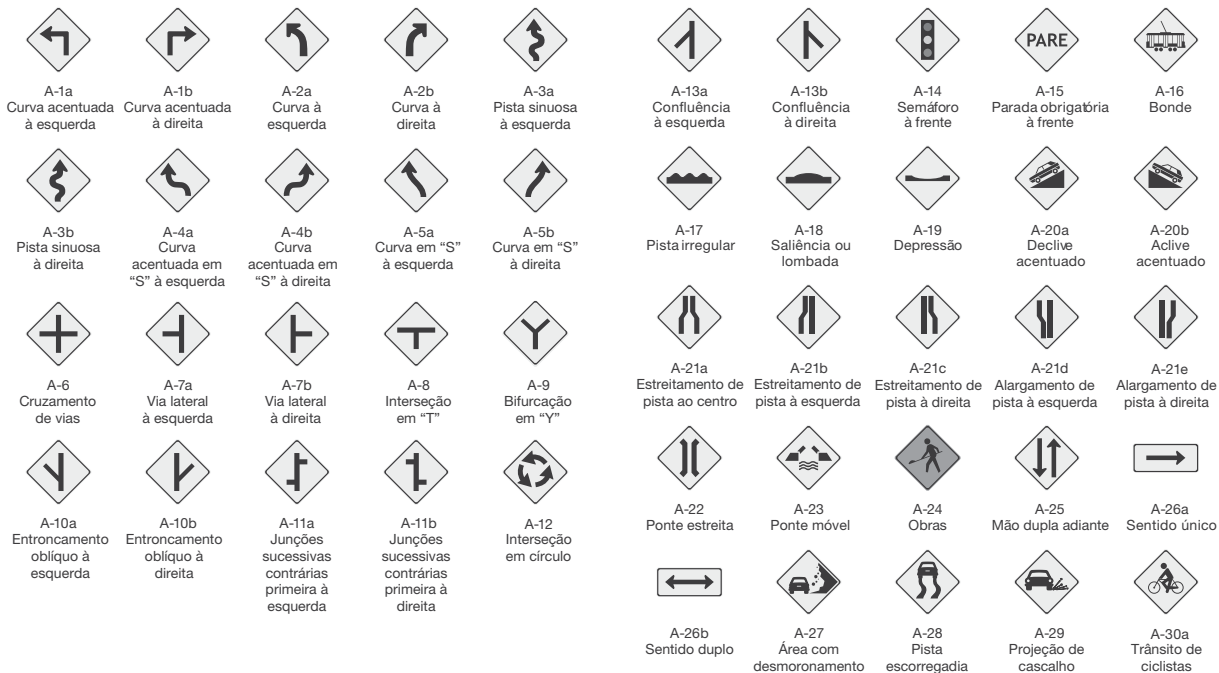 A-1a
Curva acentuada
à esquerda
A-1b
Curva acentuada
à direita
A-2a
Curva à
esquerda
A-2b
Curva à
direita
A-3a
Pista sinuosa
à esquerda
A-3b
Pista sinuosa
à direita
A-4a
Curva
acentuada em
“S” à esquerda
A-4b
Curva
acentuada em
“S” à direita
A-5a
Curva em “S”
à esquerda
A-5b
Curva em “S”
à direita
A-6
Cruzamento
de vias
A-7a
Via lateral
à esquerda
A-7b
Via lateral
à direita
A-8
Interseção
em “T”
A-9
Bifurcação
em “Y”
A-10a
Entroncamento
oblíquo à
esquerda
A-10b
Entroncamento
oblíquo à
direita
A-11a
Junções
sucessivas
contrárias
primeira à
esquerda
A-11b
Junções
sucessivas
contrárias
primeira à
direita
A-12
Interseção
em círculo
A-13a
Confluência
à esquerda
A-13b
Confluência
à direita
A-14
Semáforo
à frente
PARE
A-15
Parada obrigatória
à frente
A-16
Bonde
A-17
Pista irregular
A-18
Saliência ou
lombada
A-19
Depressão
A-20a
Declive
acentuado
A-20b
Aclive
acentuado
A-21a
Estreitamento de
pista ao centro
A-21b
Estreitamento de
pista à esquerda
A-21c
Estreitamento de
pista à direita
A-21d
Alargamento de
pista à esquerda
A-21e
Alargamento de
pista à direita
A-22
Ponte estreita
A-23
Ponte móvel
A-24
Obras
A-25
Mão dupla adiante
A-26a
Sentido único
A-26b
Sentido duplo
A-27
Área com
desmoronamento
A-28
Pista
escorregadia
A-29
Projeção de
cascalho
A-30a
Trânsito de
ciclistas